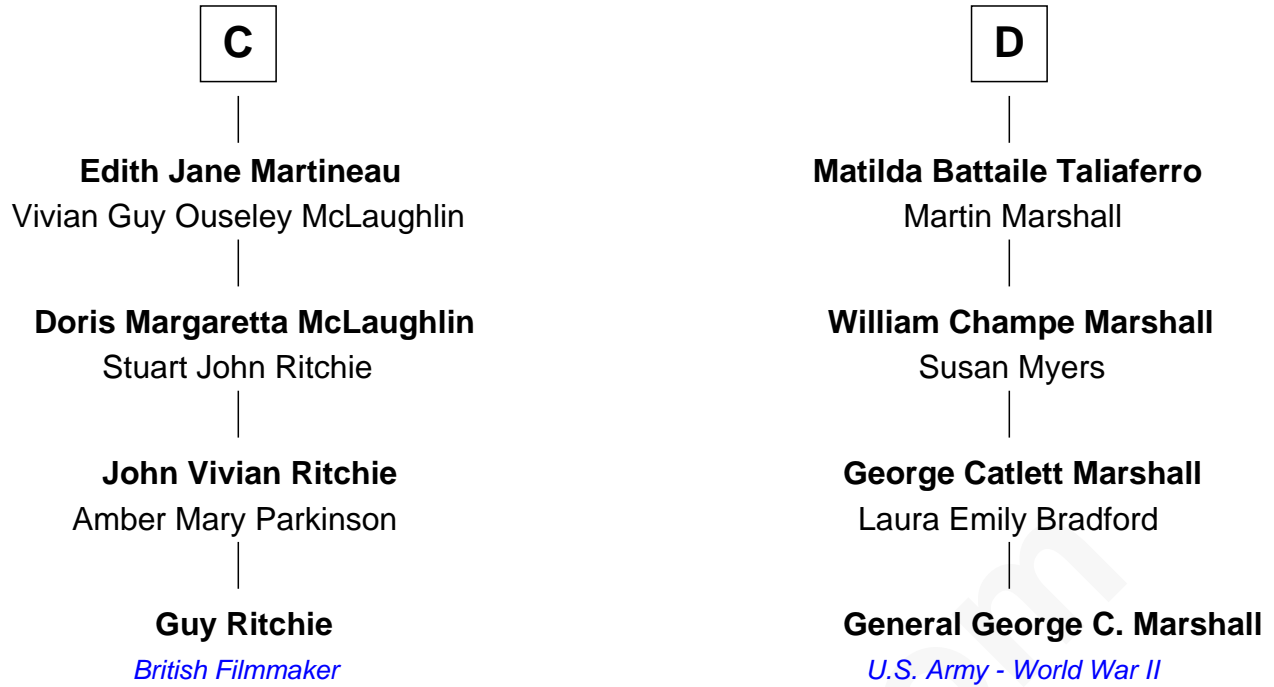 C
Edith Jane Martineau
Vivian Guy Ouseley McLaughlin
Doris Margaretta McLaughlin
Stuart John Ritchie
John Vivian Ritchie
Amber Mary Parkinson
Guy Ritchie
British Filmmaker
D
Matilda Battaile Taliaferro
Martin Marshall
William Champe Marshall
Susan Myers
George Catlett Marshall
Laura Emily Bradford
General George C. Marshall
U.S. Army - World War II